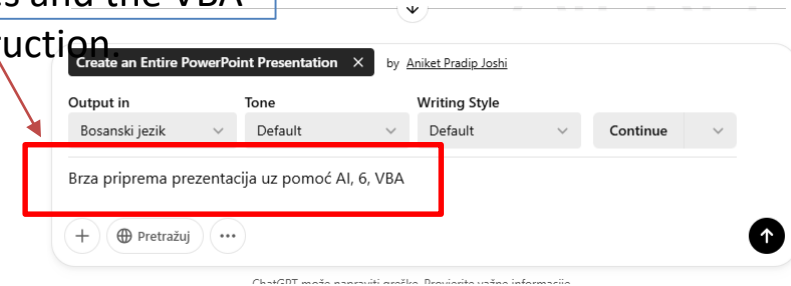 and the VBA
Create an Entire PowerPoint Presentation × by Aniket Pradip Joshi
Output in Tone Writing Style
Bosanski jezik Default Default Continue
Brza priprema prezentacija uz pomoć AI, 6, VBA
Pretražuj
ChatGPT može napraviti greške. Provjerite važne informacije